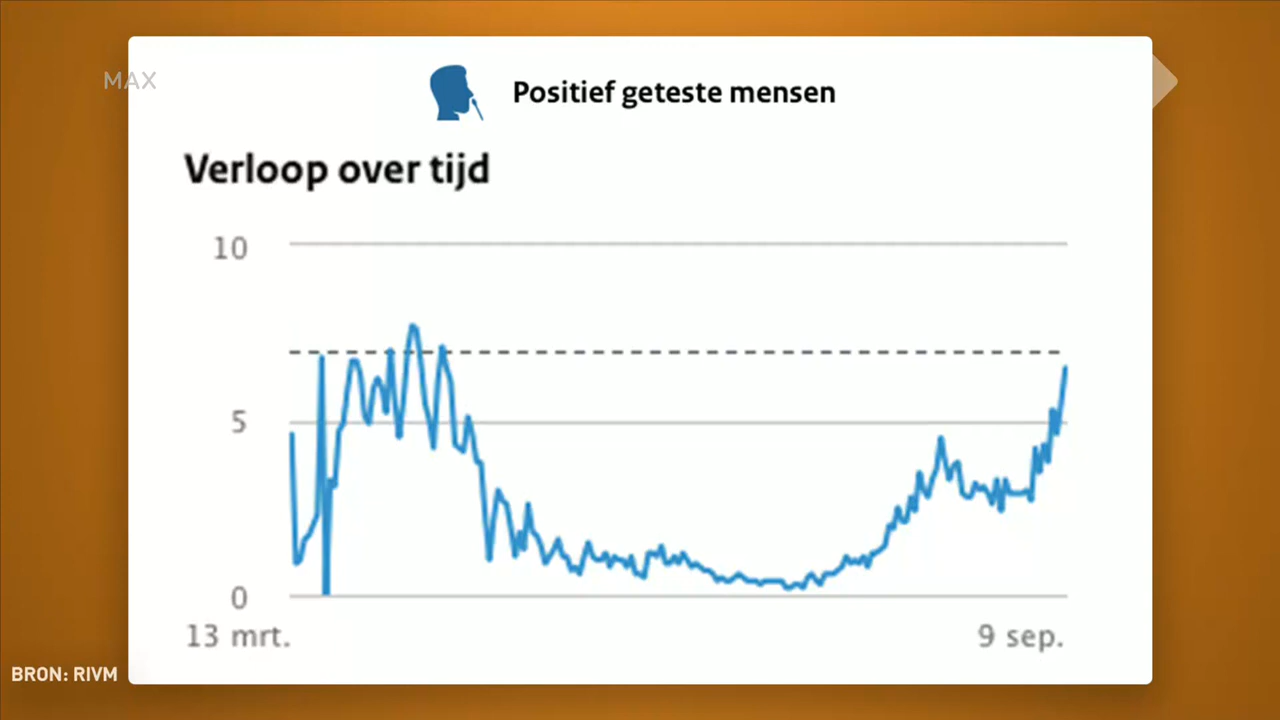 MAX
Positief geteste mensen
Verloop over tijd
10
5
0
13 mrt.
9 sep.
BRON: RIVM